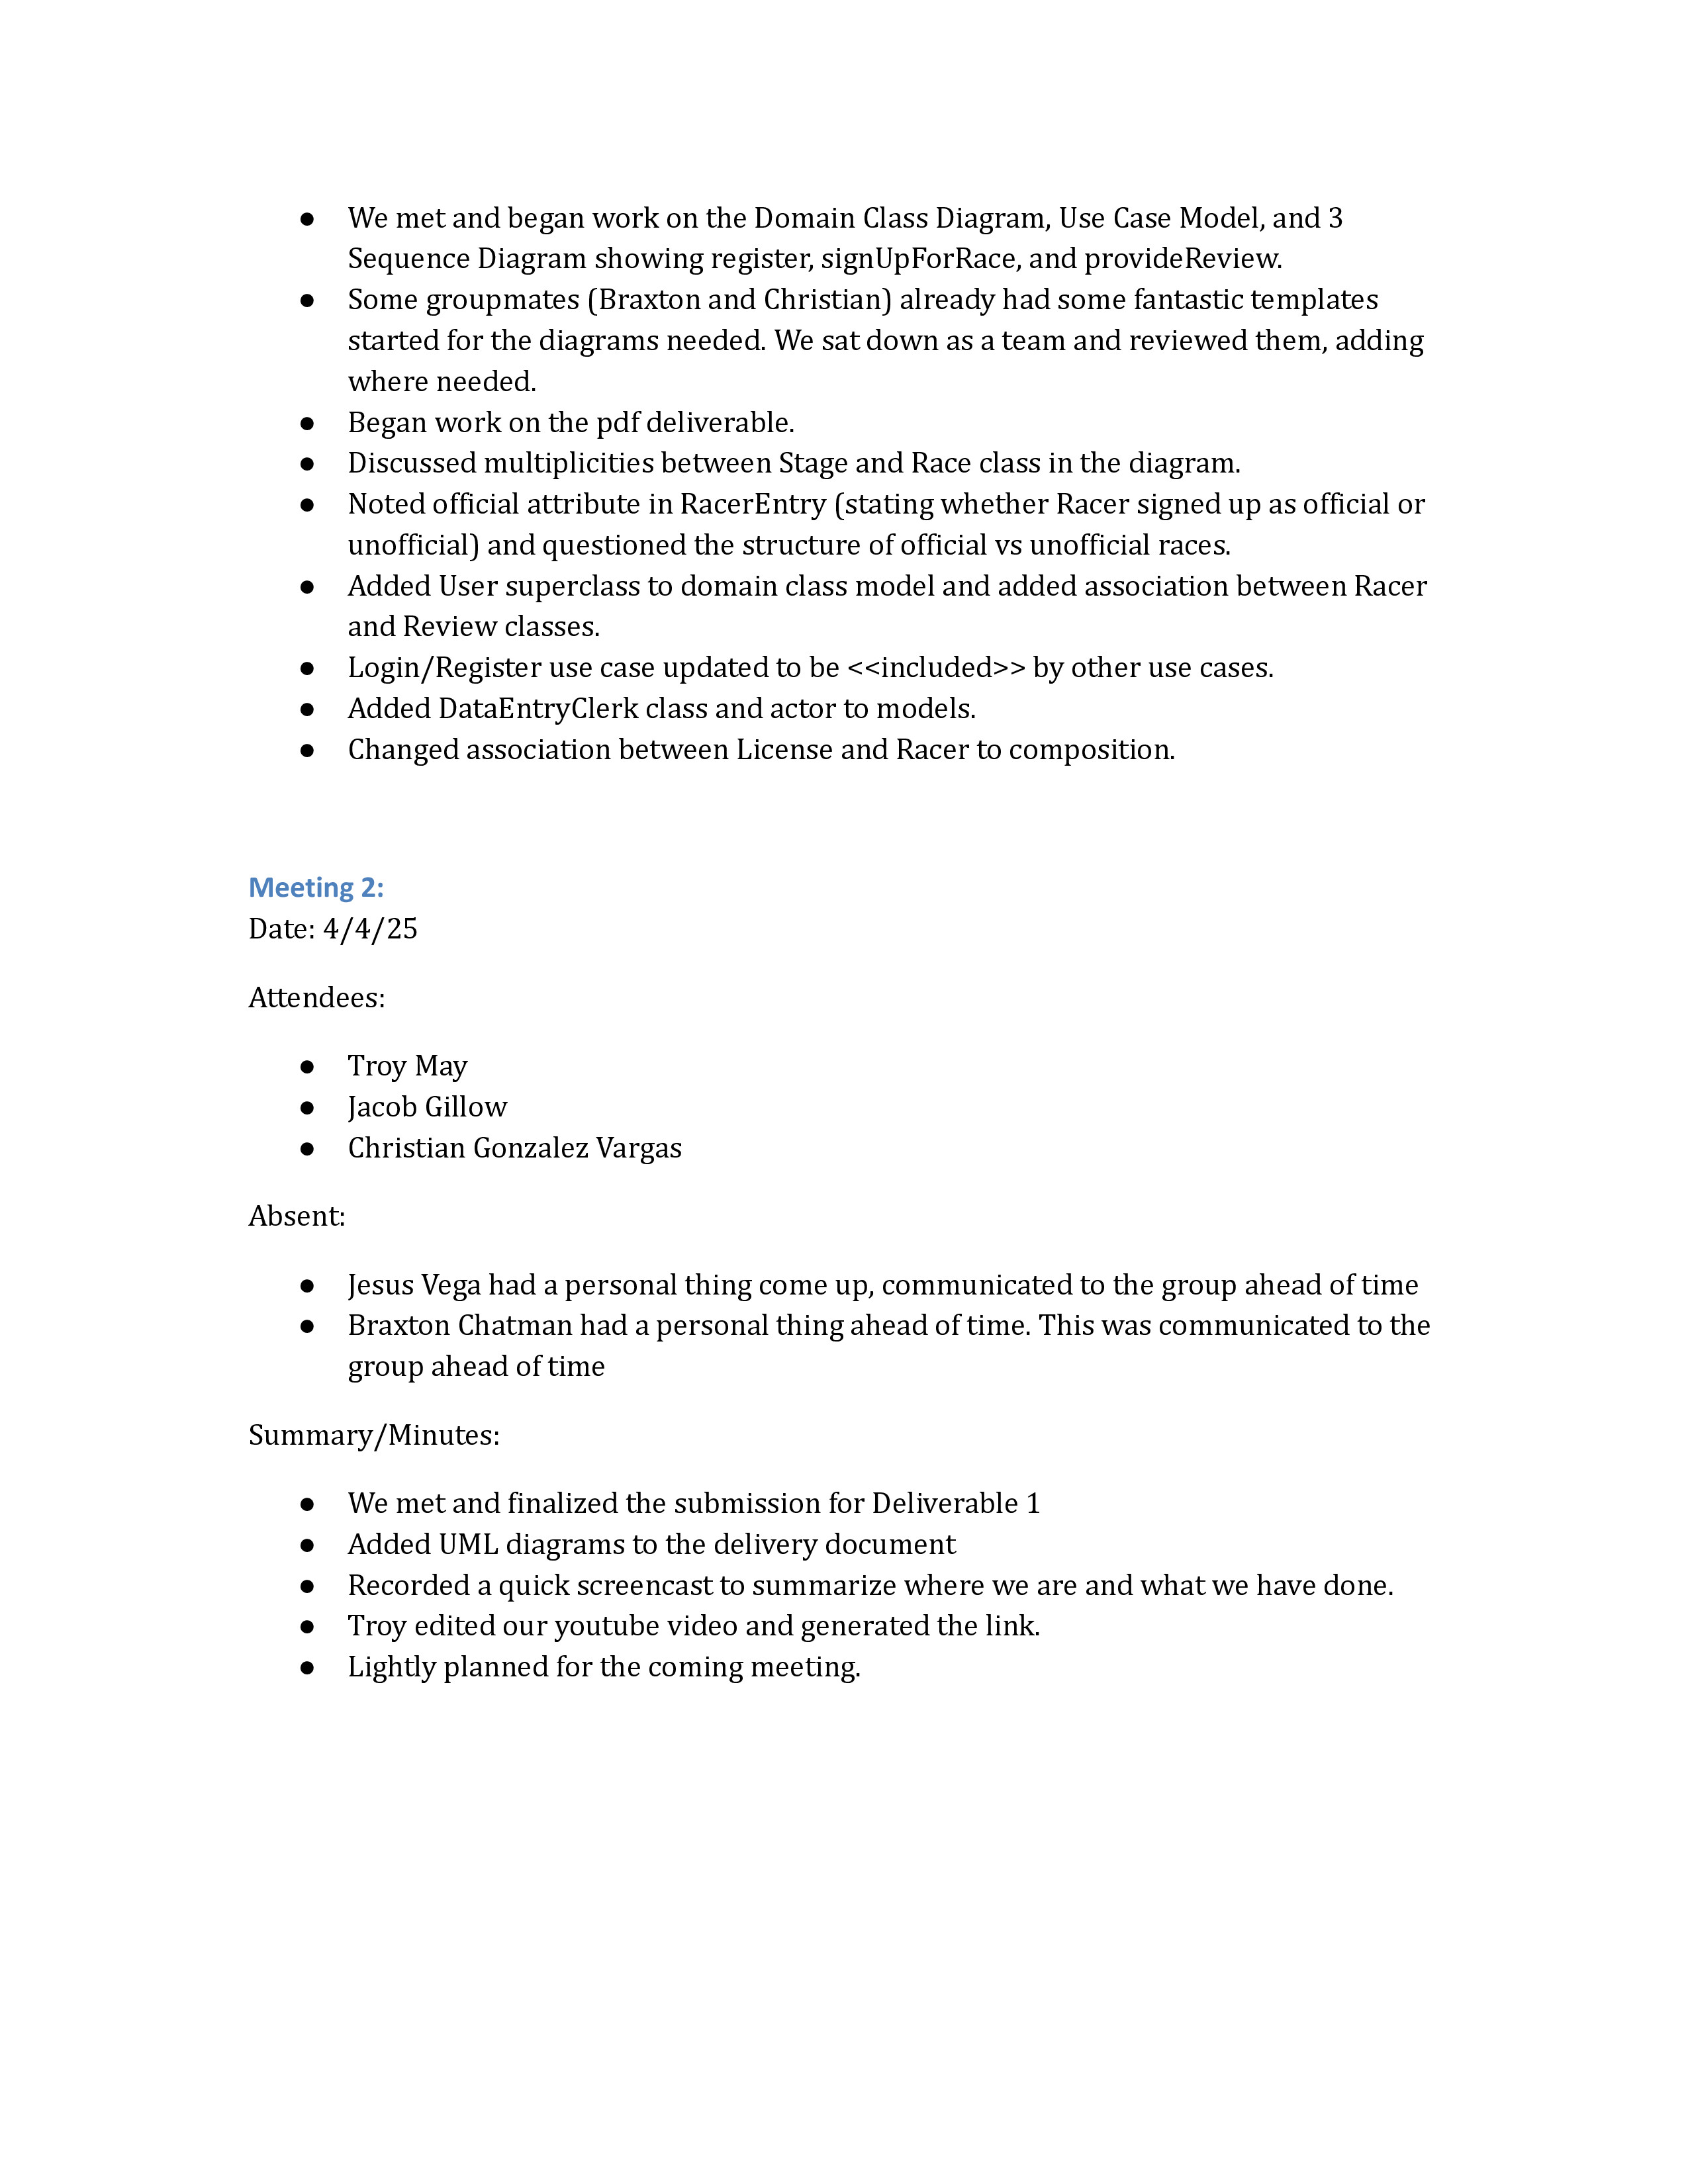 ● We met and began work on the Domain Class Diagram, Use Case Model, and 3
Sequence Diagram showing register, signUpForRace, and provideReview.
● Some groupmates (Braxton and Christian) already had some fantastic templates
started for the diagrams needed. We sat down as a team and reviewed them, adding
where needed.
● Began work on the pdf deliverable.
● Discussed multiplicities between Stage and Race class in the diagram.
● Noted official attribute in RacerEntry (stating whether Racer signed up as official or
unofficial) and questioned the structure of official vs unofficial races.
● Added User superclass to domain class model and added association between Racer
and Review classes.
● Login/Register use case updated to be <<included>> by other use cases.
● Added DataEntryClerk class and actor to models.
● Changed association between License and Racer to composition.
Meeting 2:
Date: 4/4/25
Attendees:
● Troy May
● Jacob Gillow
● Christian Gonzalez Vargas
Absent:
● Jesus Vega had a personal thing come up, communicated to the group ahead of time
● Braxton Chatman had a personal thing ahead of time. This was communicated to the
group ahead of time
Summary/Minutes:
● We met and finalized the submission for Deliverable 1
● Added UML diagrams to the delivery document
● Recorded a quick screencast to summarize where we are and what we have done.
● Troy edited our youtube video and generated the link.
● Lightly planned for the coming meeting.